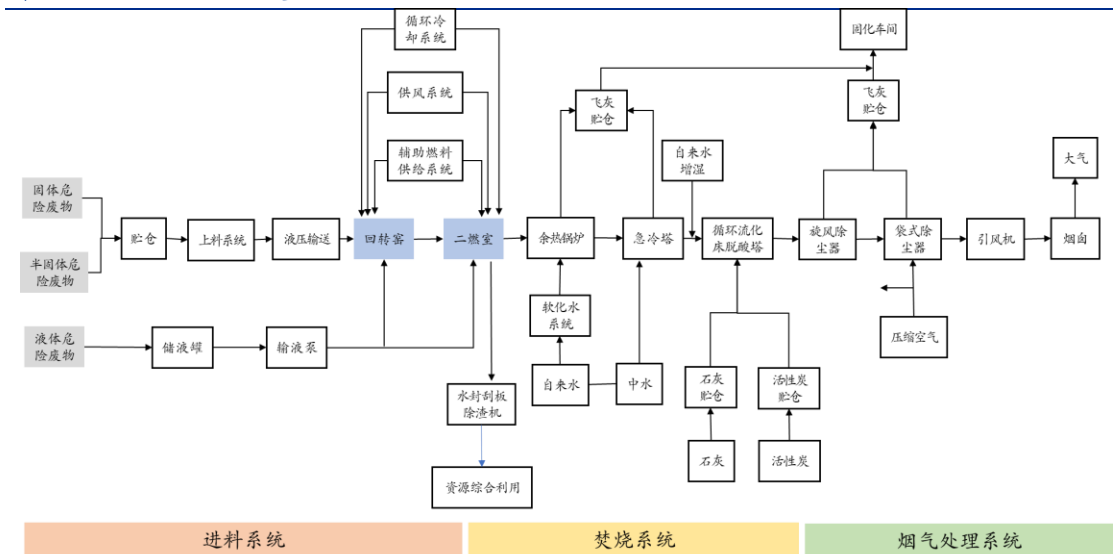 循环冷
却系统
固化车间
供风系统
飞灰
贮仓
飞灰
贮仓
辅助燃料
供给系统
自来水
增湿
大气
固体危
险废物
贮仓
上料系统
液压输送
回转窑
二燃室
余热锅炉
急冷塔
循环流化
床脱酸塔
旋风除
尘器
袋式除
尘器
引风机
烟囱
半固体危
险废物
软化水
系统
液体危
险废物
储液罐
输液泵
压缩空气
自来水
中水
石灰
贮仓
活性炭
贮仓
水封刮板
除渣机
石灰
活性炭
资源综合利用
进料系统
焚烧系统
烟气处理系统